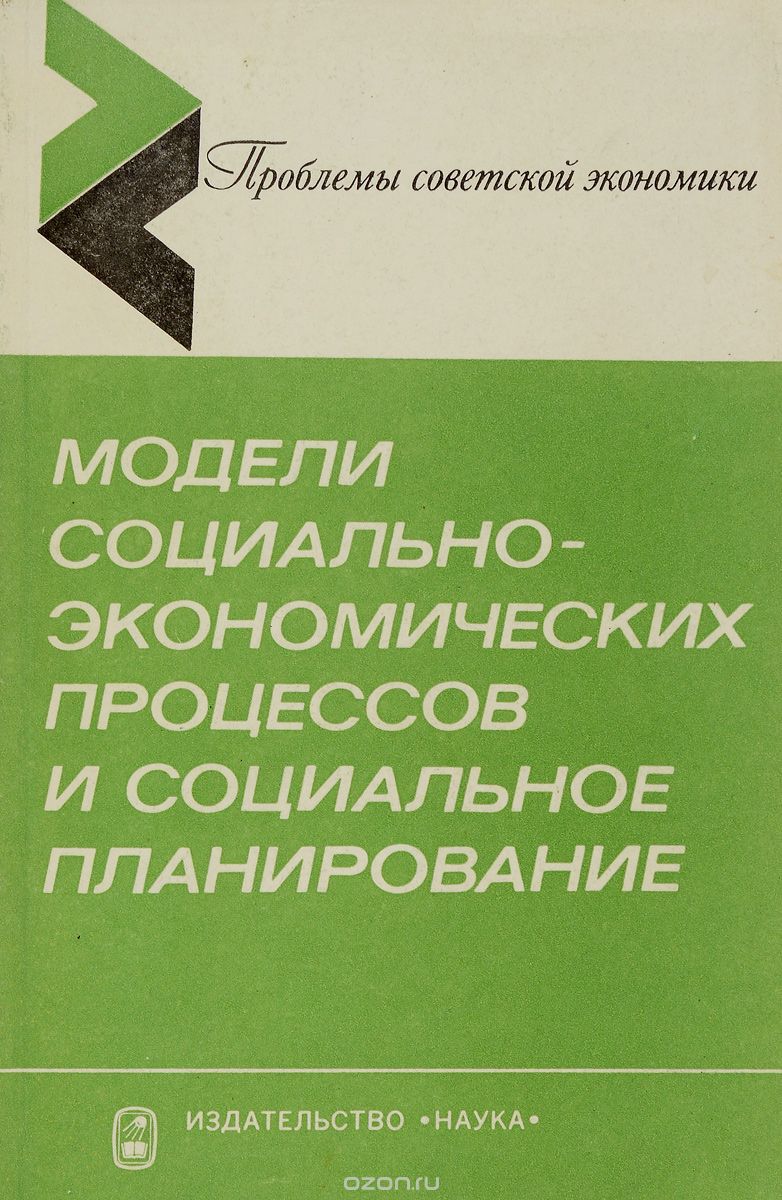 Проблемы советской экономики
МОДЕЛИ
СОЦИАЛЬНО-
ЭКОНОМИЧЕСКИХ
ПРОЦЕССОВ
И СОЦИАЛЬНОЕ
ПЛАНИРОВАНИЕ
ИЗДАТЕЛЬСТВО •НАУКА•
ozon.ru